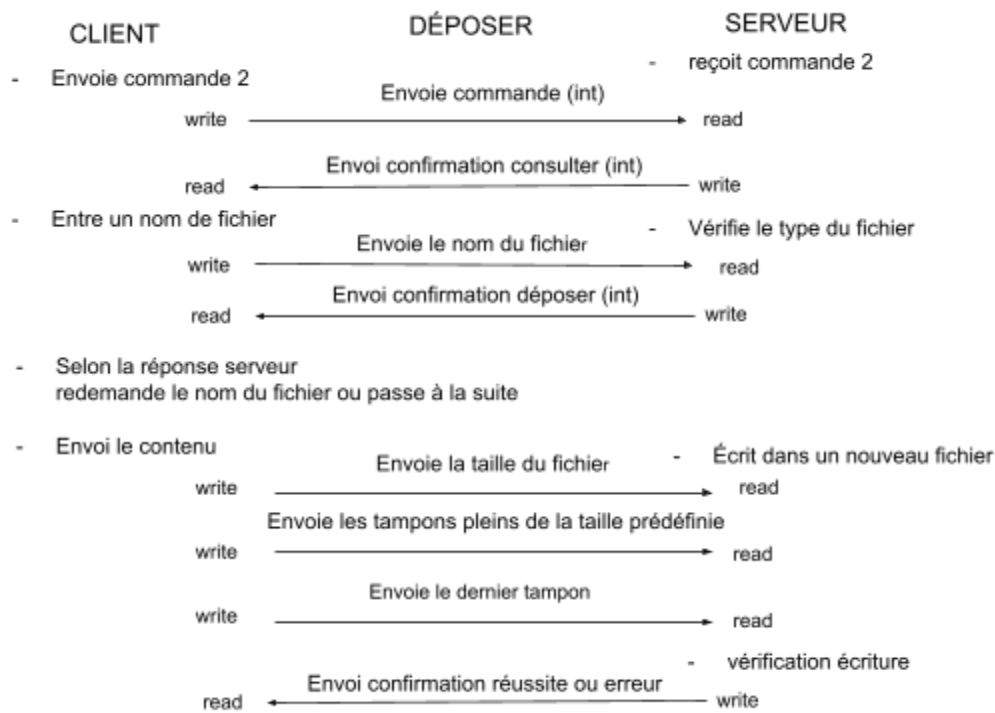 CLIENT DÉPOSER SERVEUR
- Envoie commande 2 - reçoit commande 2
Envoie commande (int)
write read
Envoi confirmation consulter (int)
read write
- Entre un nom de fichier - Vérifie le type du fichier
Envoie le nom du fichier
write read
Envoi confirmation déposer (int)
read write
- Selon la réponse serveur
redemande le nom du fichier ou passe à la suite
- Envoi le contenu - Écrit dans un nouveau fichier
Envoie la taille du fichier
write read
Envoie les tampons pleins de la taille prédéfinie
write read
Envoie le dernier tampon
write read
- vérification écriture
Envoi confirmation réussite ou erreur
read write